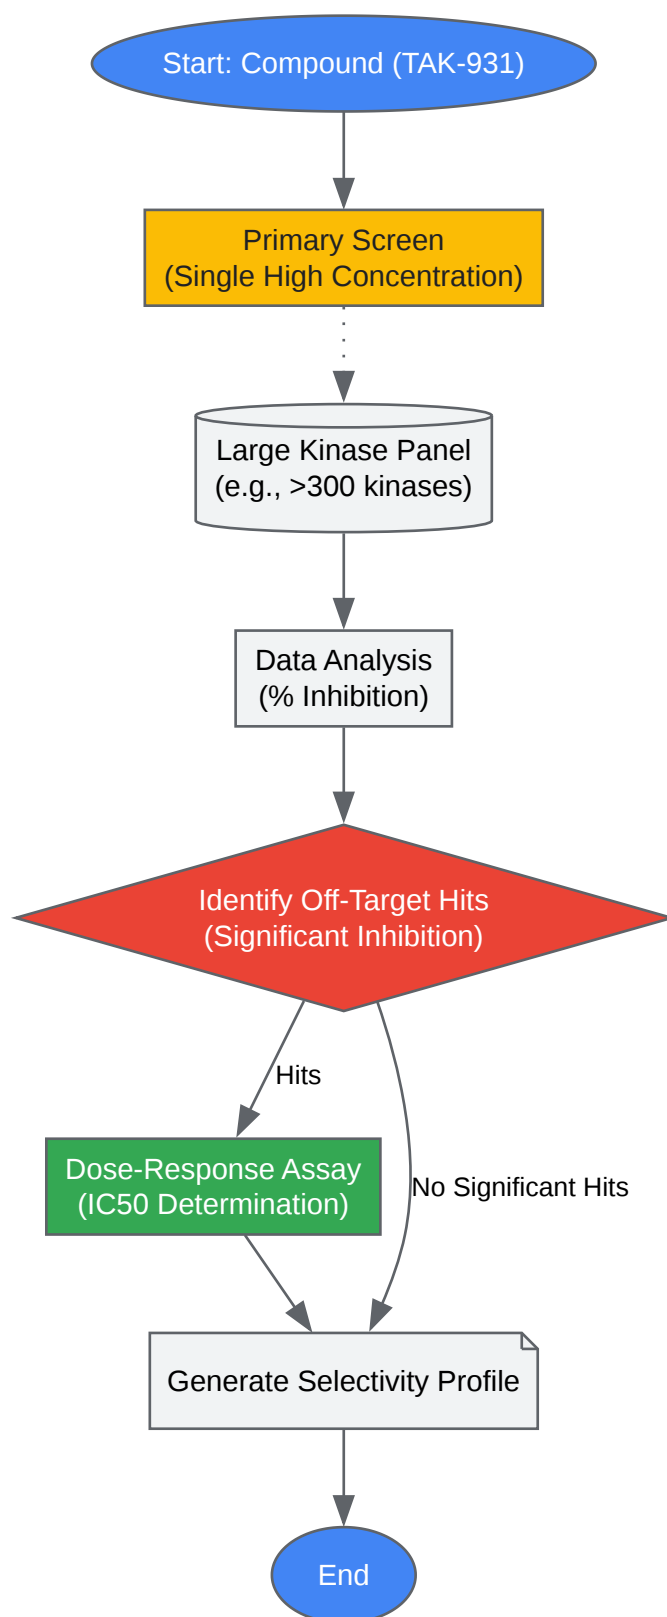 Start: Compound (TAK-931)
Primary Screen
(Single High Concentration)
Large Kinase Panel
(e.g., >300 kinases)
Data Analysis
(% Inhibition)
Identify Off-Target Hits
(Significant Inhibition)
Hits
Dose-Response Assay
(IC50 Determination)
No Significant Hits
Generate Selectivity Profile
End